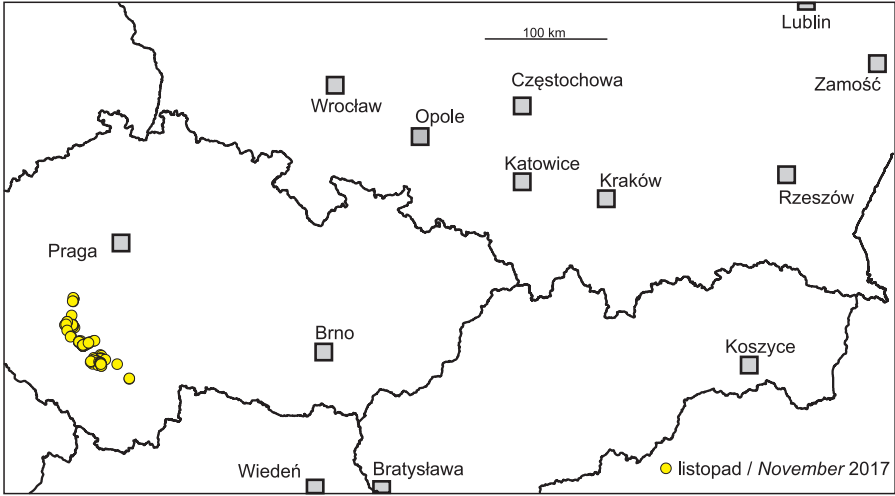 Lublin
100 km
Zamość
Częstochowa
Wrocław
Opole
Katowice
Kraków
Rzeszów
Praga
Brno
Koszyce
Wiedeń
Bratysława
listopad / November 2017